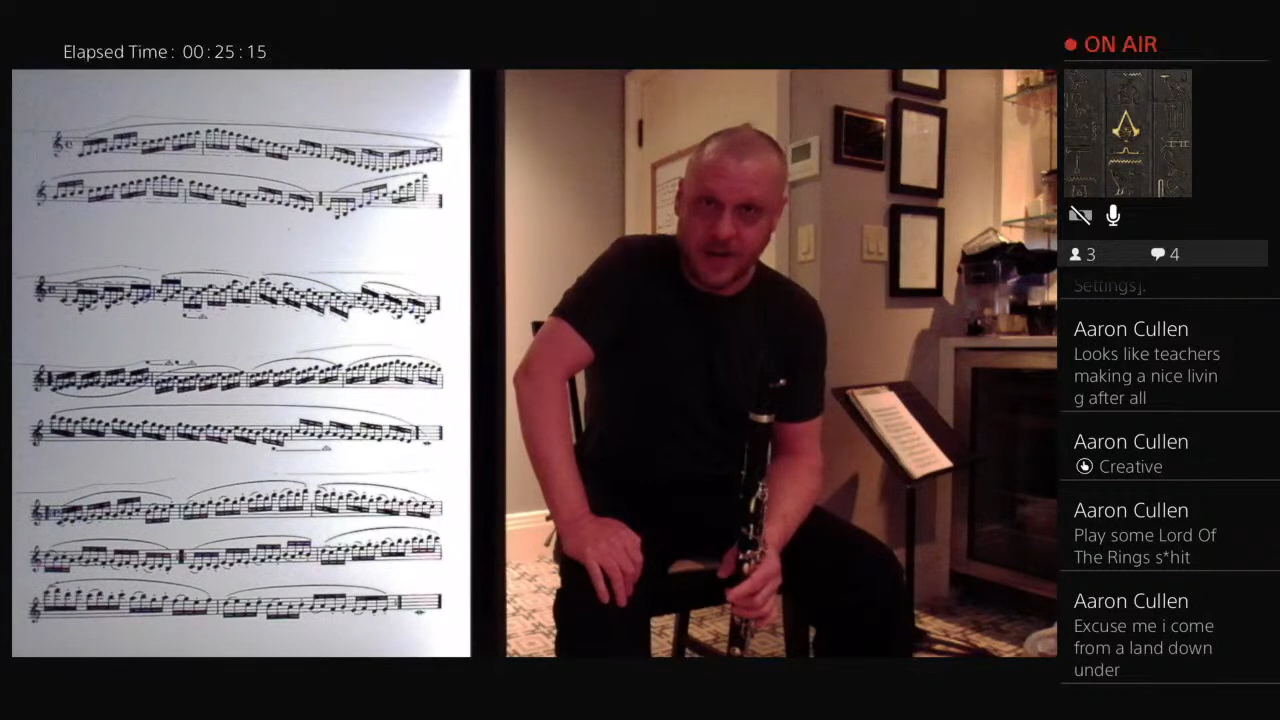 Elapsed Time: 00:25:15
ON AIR
3
4
Settings].
Aaron Cullen
Looks like teachers
making a nice livin
g after all
Aaron Cullen
Creative
Aaron Cullen
Play some Lord Of
The Rings s*hit
Aaron Cullen
Excuse me i come
from a land down
under